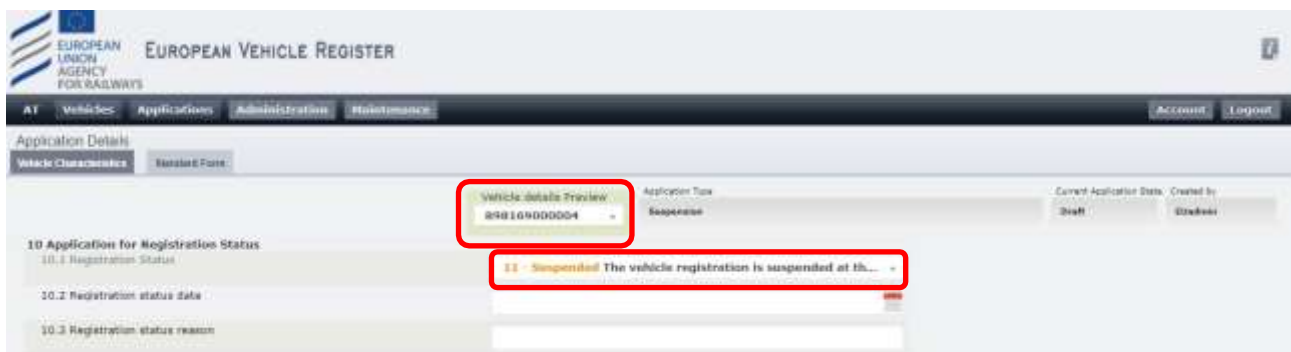 EUROPEAN
UNION
AGENCY
FOR RAILWAYS
EUROPEAN VEHICLE REGISTER
AT Vehicles Applications Administration Maintenance Account Logout
Application Details
Vehicle Characteristics Standard Form
Vehicle details Preview Application Type Current Application State Created by
898169000004 Suspension Draft
10 Application for Registration Status
10.1 Registration Status
11 - Suspended The vehicle registration is suspended at th...
10.2 Registration status date
10.3 Registration status reason